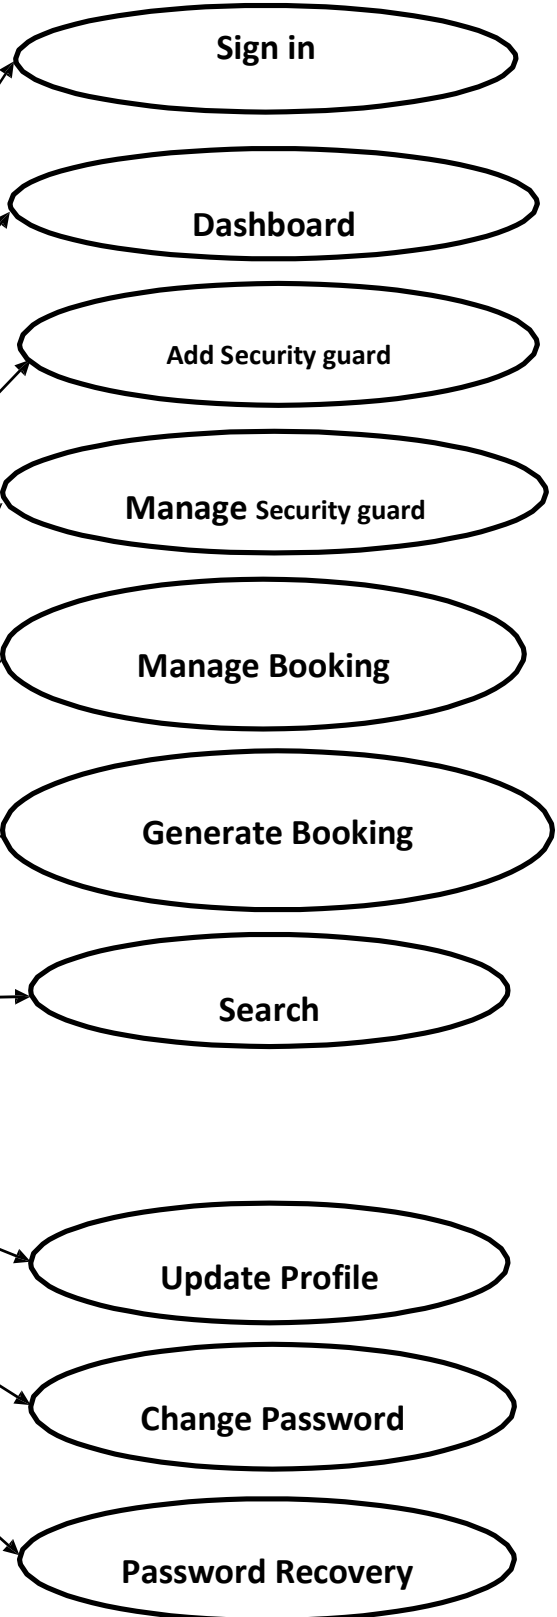 Sign in
Dashboard
Add Security guard
Manage Security guard
Manage Booking
Generate Booking
Search
Update Profile
Change Password
Password Recovery